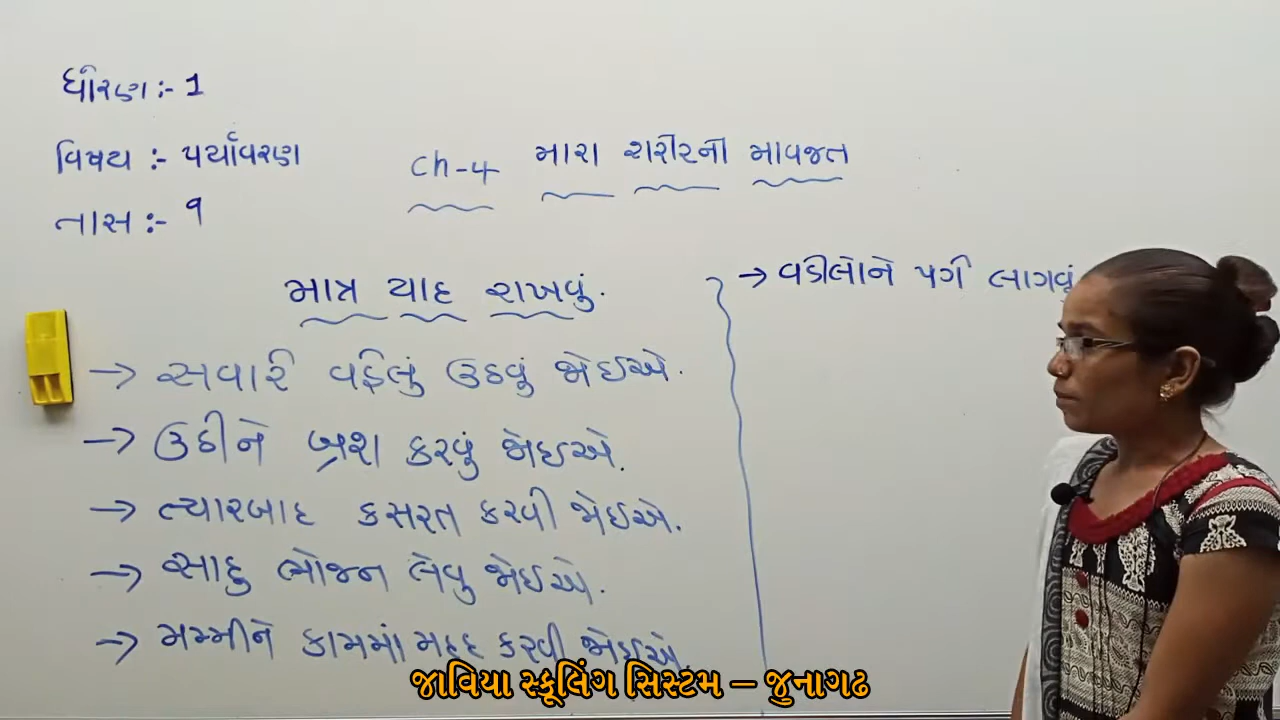 ધોરણ :- 1
વિષય :- પર્યાવરણ
તાસ :- ૧
Ch-4 મારા શરીરની માવજત
માત્ર યાદ રાખવું.
→ સવારે વહેલું ઉઠવું જોઈએ.
→ ઉઠીને બ્રશ કરવું જોઈએ.
→ ત્યારબાદ કસરત કરવી જોઈએ.
→ સાદુ ભોજન લેવુ જોઈએ.
→ મમ્મીને કામમાં મદદ કરવી જોઈએ.
→ વડીલોને પગે લાગવું
જાવિયા સ્કૂલિંગ સિસ્ટમ – જુનાગઢ